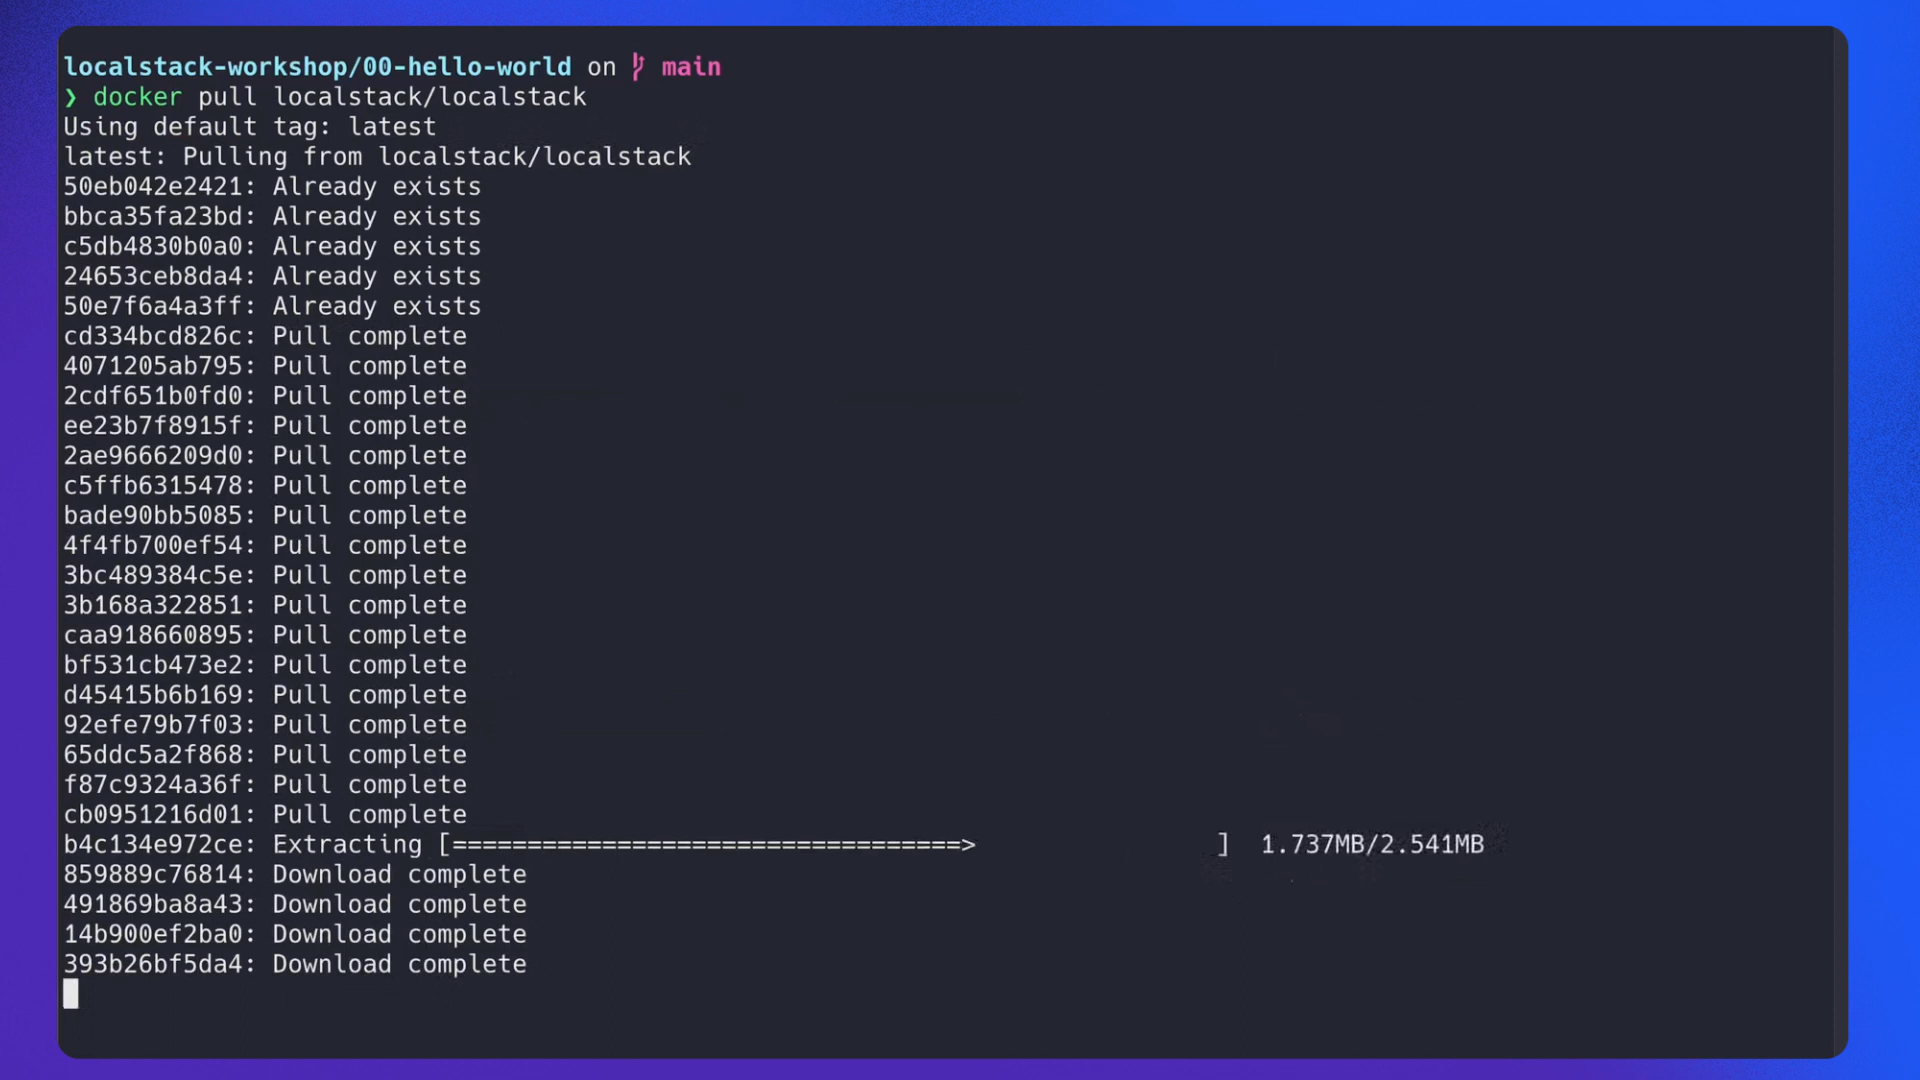 localstack-workshop/00-hello-world on main
❯ docker pull localstack/localstack
Using default tag: latest
latest: Pulling from localstack/localstack
50eb042e2421: Already exists
bbca35fa23bd: Already exists
c5db4830b0a0: Already exists
24653ceb8da4: Already exists
50e7f6a4a3ff: Already exists
cd334bcd826c: Pull complete
4071205ab795: Pull complete
2cdf651b0fd0: Pull complete
ee23b7f8915f: Pull complete
2ae9666209d0: Pull complete
c5ffb6315478: Pull complete
bade90bb5085: Pull complete
4f4fb700ef54: Pull complete
3bc489384c5e: Pull complete
3b168a322851: Pull complete
caa918660895: Pull complete
bf531cb473e2: Pull complete
d45415b6b169: Pull complete
92efe79b7f03: Pull complete
65ddc5a2f868: Pull complete
f87c9324a36f: Pull complete
cb0951216d01: Pull complete
b4c134e972ce: Extracting [==================================>                ]  1.737MB/2.541MB
859889c76814: Download complete
491869ba8a43: Download complete
14b900ef2ba0: Download complete
393b26bf5da4: Download complete